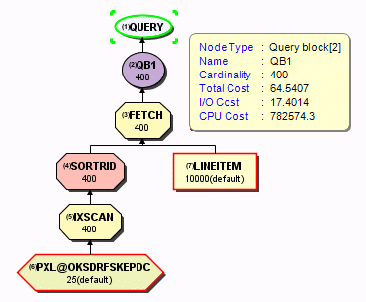 (1)QUERY
(2)QB1
400
(3)FETCH
400
(4)SORTRID
400
(7)LINEITEM
10000(default)
(5)IXSCAN
400
(6)PXL@OKSDRFSKEPDC
25(default)
Node Type : Query block[2]
Name : QB1
Cardinality : 400
Total Cost : 64.5407
I/O Cost : 17.4014
CPU Cost : 782574.3